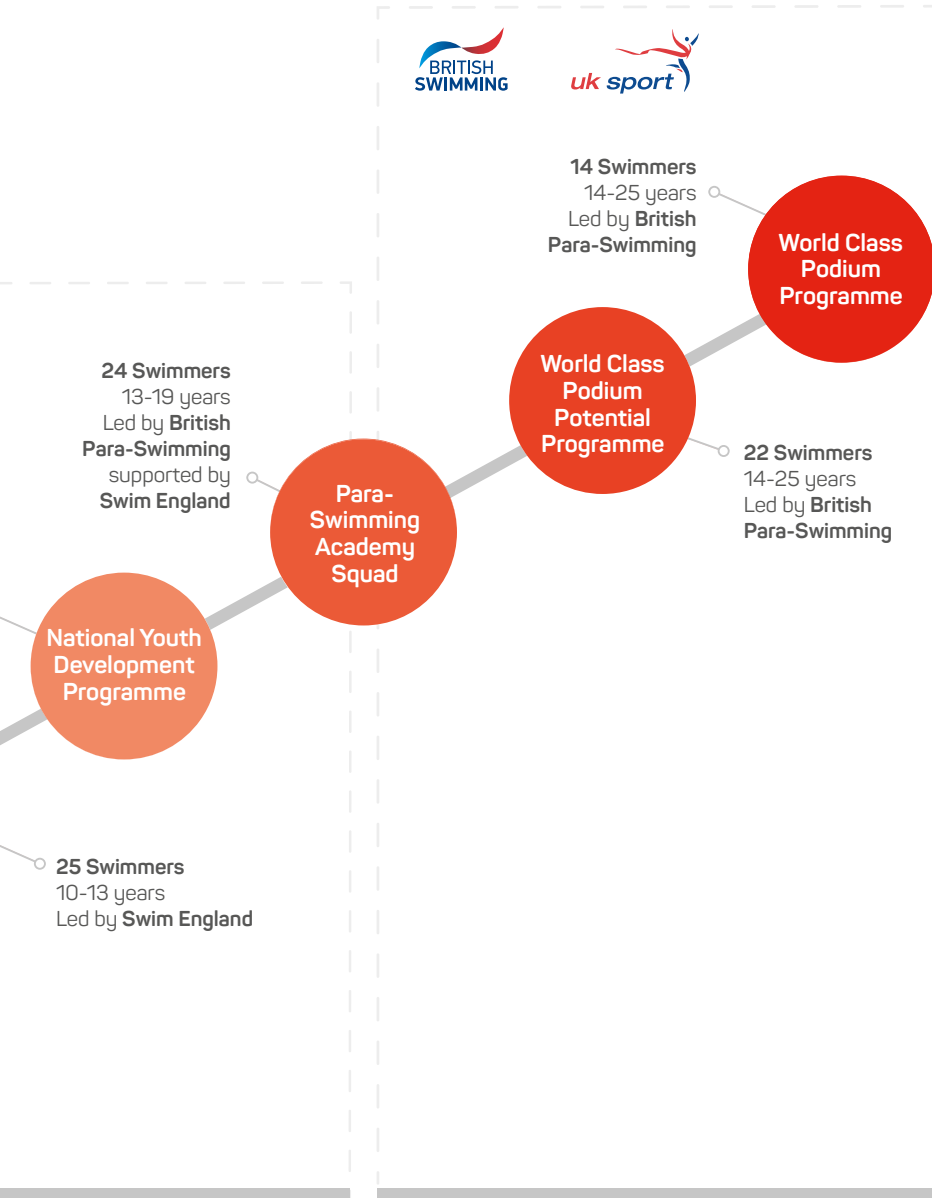 BRITISH
SWIMMING
uk sport
14 Swimmers
14-25 years
Led by British
Para-Swimming
World Class
Podium
Programme
World Class
Podium
Potential
Programme
22 Swimmers
14-25 years
Led by British
Para-Swimming
24 Swimmers
13-19 years
Led by British
Para-Swimming
supported by
Swim England
Para-
Swimming
Academy
Squad
National Youth
Development
Programme
25 Swimmers
10-13 years
Led by Swim England